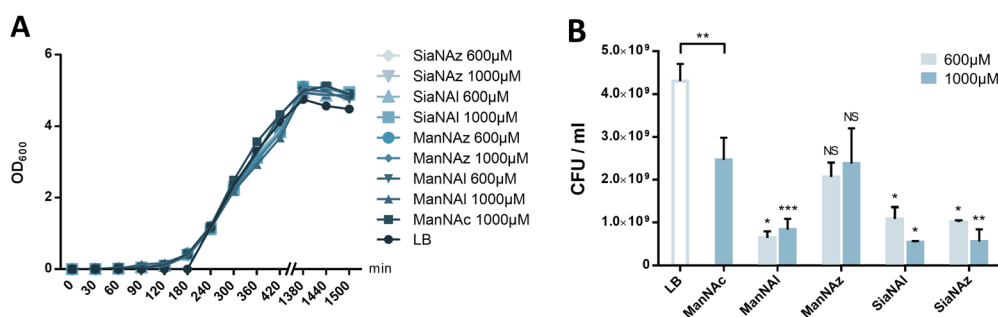 A
OD600
6
4
2
0
0 30 60 90 120 180 240 300 360 420 1380 1440 1500
min
SiaNAz 600µM
SiaNAz 1000µM
SiaNAl 600µM
SiaNAl 1000µM
ManNAz 600µM
ManNAz 1000µM
ManNAl 600µM
ManNAl 1000µM
ManNAc 1000µM
LB
B
CFU / ml
5.0×10⁹
4.0×10⁹
3.0×10⁹
2.0×10⁹
1.0×10⁹
0
**
* *** NS NS * * * **
600µM
1000µM
LB ManNAc ManNAl ManNAz SiaNAl SiaNAz